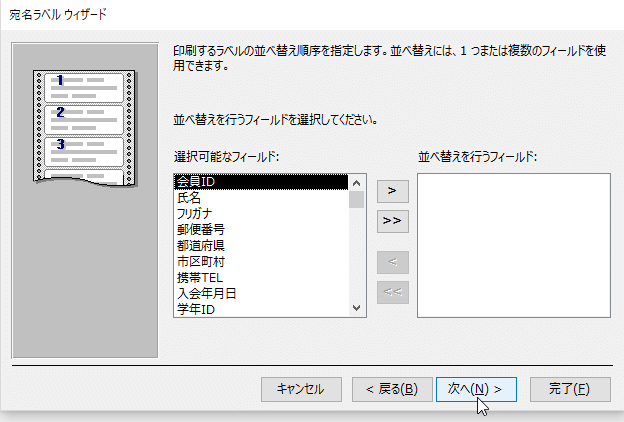 宛名ラベル ウィザード
印刷するラベルの並べ替え順序を指定します。並べ替えには、1 つまたは複数のフィールドを使
用できます。
並べ替えを行うフィールドを選択してください。
選択可能なフィールド:
並べ替えを行うフィールド:
1
2
3
会員ID
氏名
フリガナ
郵便番号
都道府県
市区町村
携帯TEL
入会年月日
学年ID
>
>>
<
<<
キャンセル
< 戻る(B)
次へ(N) >
完了(F)